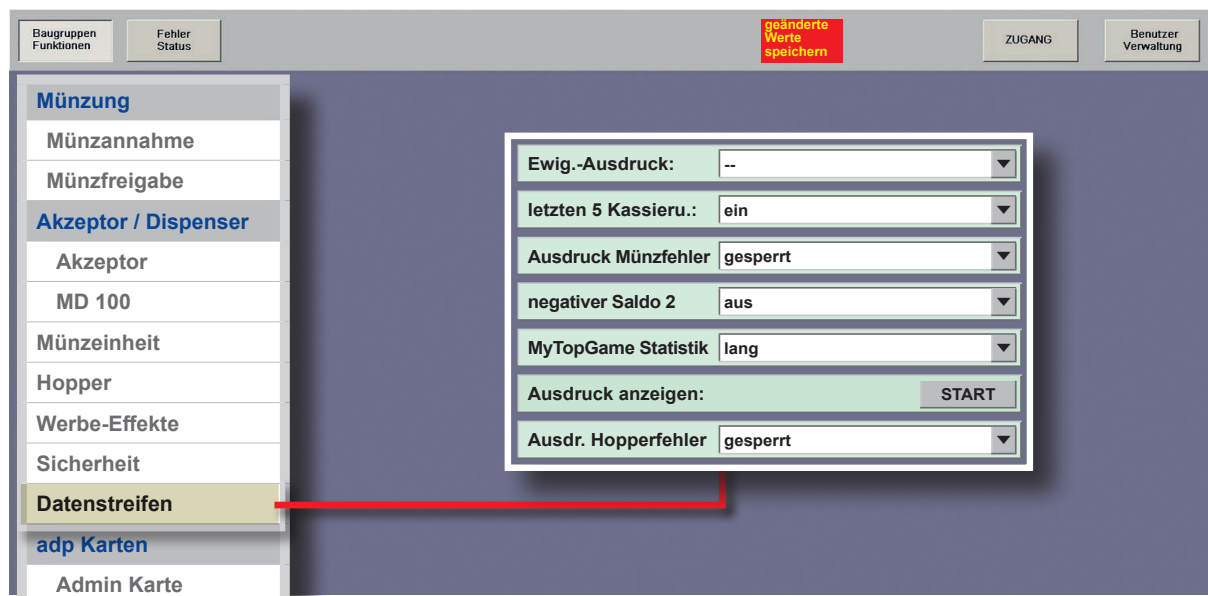 Baugruppen
Funktionen
Fehler
Status
geänderte
Werte
speichern
ZUGANG
Benutzer
Verwaltung
Münzung
Münzannahme
Münzfreigabe
Akzeptor / Dispenser
Akzeptor
MD 100
Münzeinheit
Hopper
Werbe-Effekte
Sicherheit
Datenstreifen
adp Karten
Admin Karte
Ewig.-Ausdruck: --
letzten 5 Kassieru.: ein
Ausdruck Münzfehler gesperrt
negativer Saldo 2 aus
MyTopGame Statistik lang
Ausdruck anzeigen: START
Ausdr. Hopperfehler gesperrt